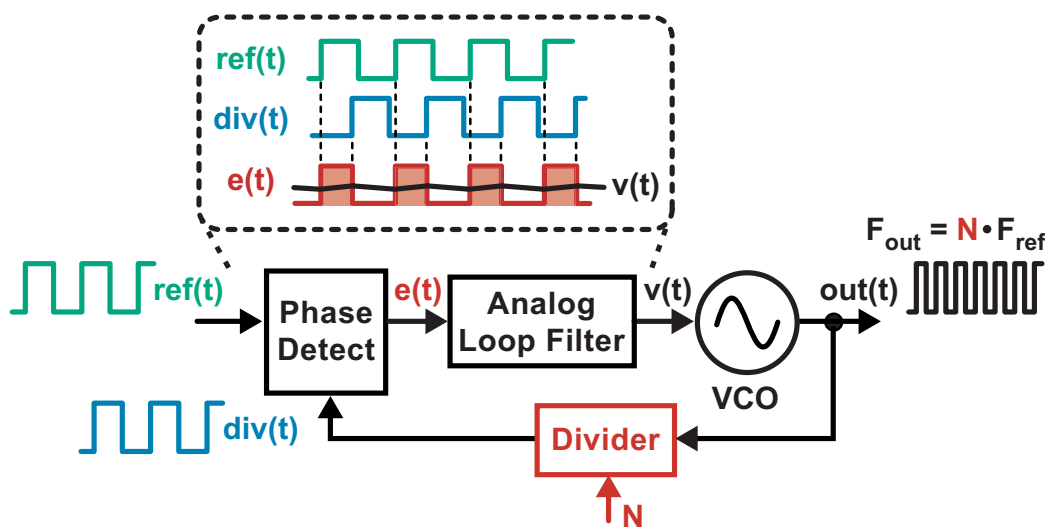 ref(t)
div(t)
e(t)
v(t)
F_out = N•F_ref
ref(t)
e(t)
v(t)
out(t)
Phase
Detect
Analog
Loop Filter
VCO
div(t)
Divider
N